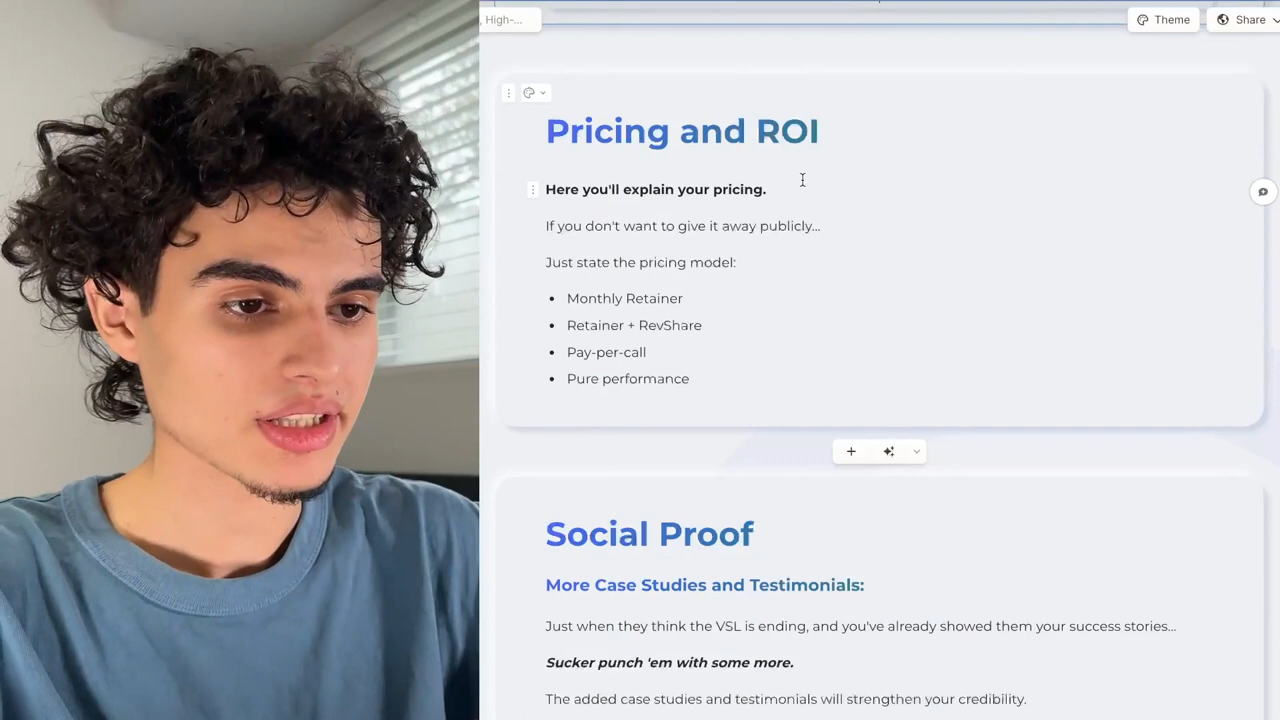 , High-...
Theme
Share
Pricing and ROI
Here you'll explain your pricing.
If you don't want to give it away publicly...
Just state the pricing model:
• Monthly Retainer
• Retainer + RevShare
• Pay-per-call
• Pure performance
Social Proof
More Case Studies and Testimonials:
Just when they think the VSL is ending, and you've already showed them your success stories...
Sucker punch 'em with some more.
The added case studies and testimonials will strengthen your credibility.